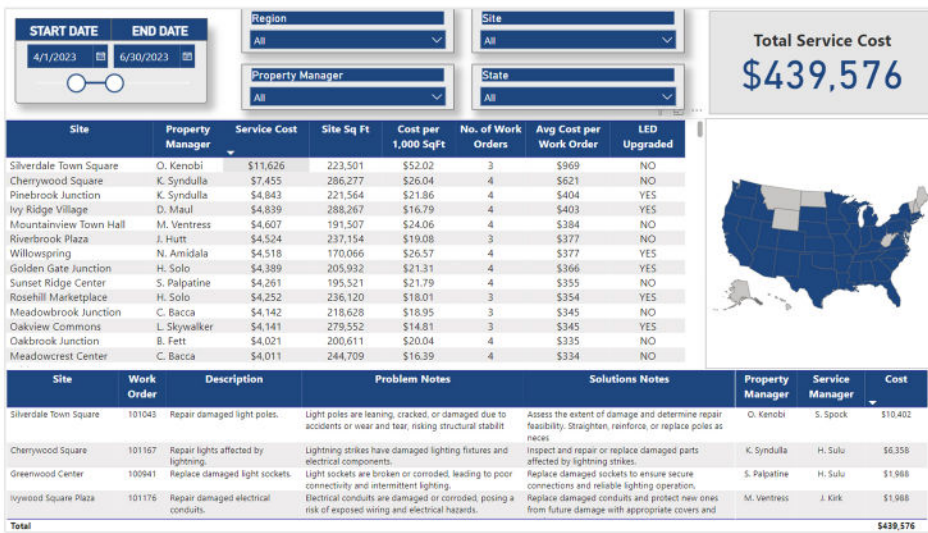 START DATE END DATE
4/1/2023 6/30/2023
Region
All
Site
All
Property Manager
All
State
All
Total Service Cost
$439,576
Site Property Manager Service Cost Site Sq Ft Cost per 1,000 SqFt No. of Work Orders Avg Cost per Work Order LED Upgraded
Silverdale Town Square O. Kenobi $11,626 223,501 $52.02 3 $969 NO
Cherrywood Square K. Syndulla $7,455 286,277 $26.04 4 $621 NO
Pinebrook Junction K. Syndulla $4,843 221,564 $21.86 4 $404 YES
Ivy Ridge Village D. Maul $4,839 288,267 $16.79 4 $403 YES
Mountainview Town Hall M. Ventress $4,607 191,507 $24.06 4 $384 NO
Riverbrook Plaza J. Hutt $4,524 237,154 $19.08 3 $377 NO
Willowspring N. Amidala $4,518 170,066 $26.57 4 $377 YES
Golden Gate Junction H. Solo $4,389 205,932 $21.31 4 $366 YES
Sunset Ridge Center S. Palpatine $4,261 195,521 $21.79 4 $355 NO
Rosehill Marketplace H. Solo $4,252 236,120 $18.01 3 $354 YES
Meadowbrook Junction C. Bacca $4,142 218,628 $18.95 3 $345 NO
Oakview Commons L. Skywalker $4,141 279,552 $14.81 3 $345 YES
Oakbrook Junction B. Fett $4,021 200,611 $20.04 4 $335 NO
Meadowcrest Center C. Bacca $4,011 244,709 $16.39 4 $334 NO
Site Work Order Description Problem Notes Solutions Notes Property Manager Service Manager Cost
Silverdale Town Square 101043 Repair damaged light poles. Light poles are leaning, cracked, or damaged due to Assess the extent of damage and determine repair O. Kenobi S. Spock $10,402
accidents or wear and tear, risking structural stabilit feasibility. Straighten, reinforce, or replace poles as
neces
Cherrywood Square 101167 Repair lights affected by Lightning strikes have damaged lighting fixtures and Inspect and repair or replace damaged parts K. Syndulla H. Sulu $6,358
lightning. electrical components. affected by lightning strikes.
Greenwood Center 100941 Replace damaged light sockets. Light sockets are broken or corroded, leading to poor Replace damaged sockets to ensure secure S. Palpatine H. Sulu $1,988
connectivity and intermittent lighting. connections and reliable lighting operation.
Ivywood Square Plaza 101176 Repair damaged electrical Electrical conduits are damaged or corroded, posing a Replace damaged conduits and protect new ones M. Ventress J. Kirk $1,988
conduits. risk of exposed wiring and electrical hazards. from future damage with appropriate covers and
Total $439,576